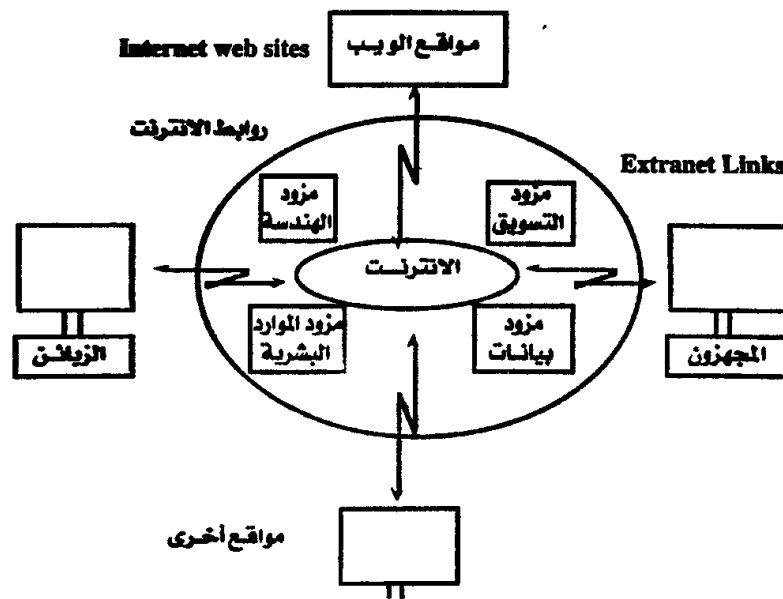 Internet web sites
مواقع الويب
روابط الانترنت
Extranet Links
مزود
الهندسة
مزود
التسويق
الانترنت
مزود الموارد
البشرية
مزود
بيانات
الزبائن
المجهزون
مواقع أخرى